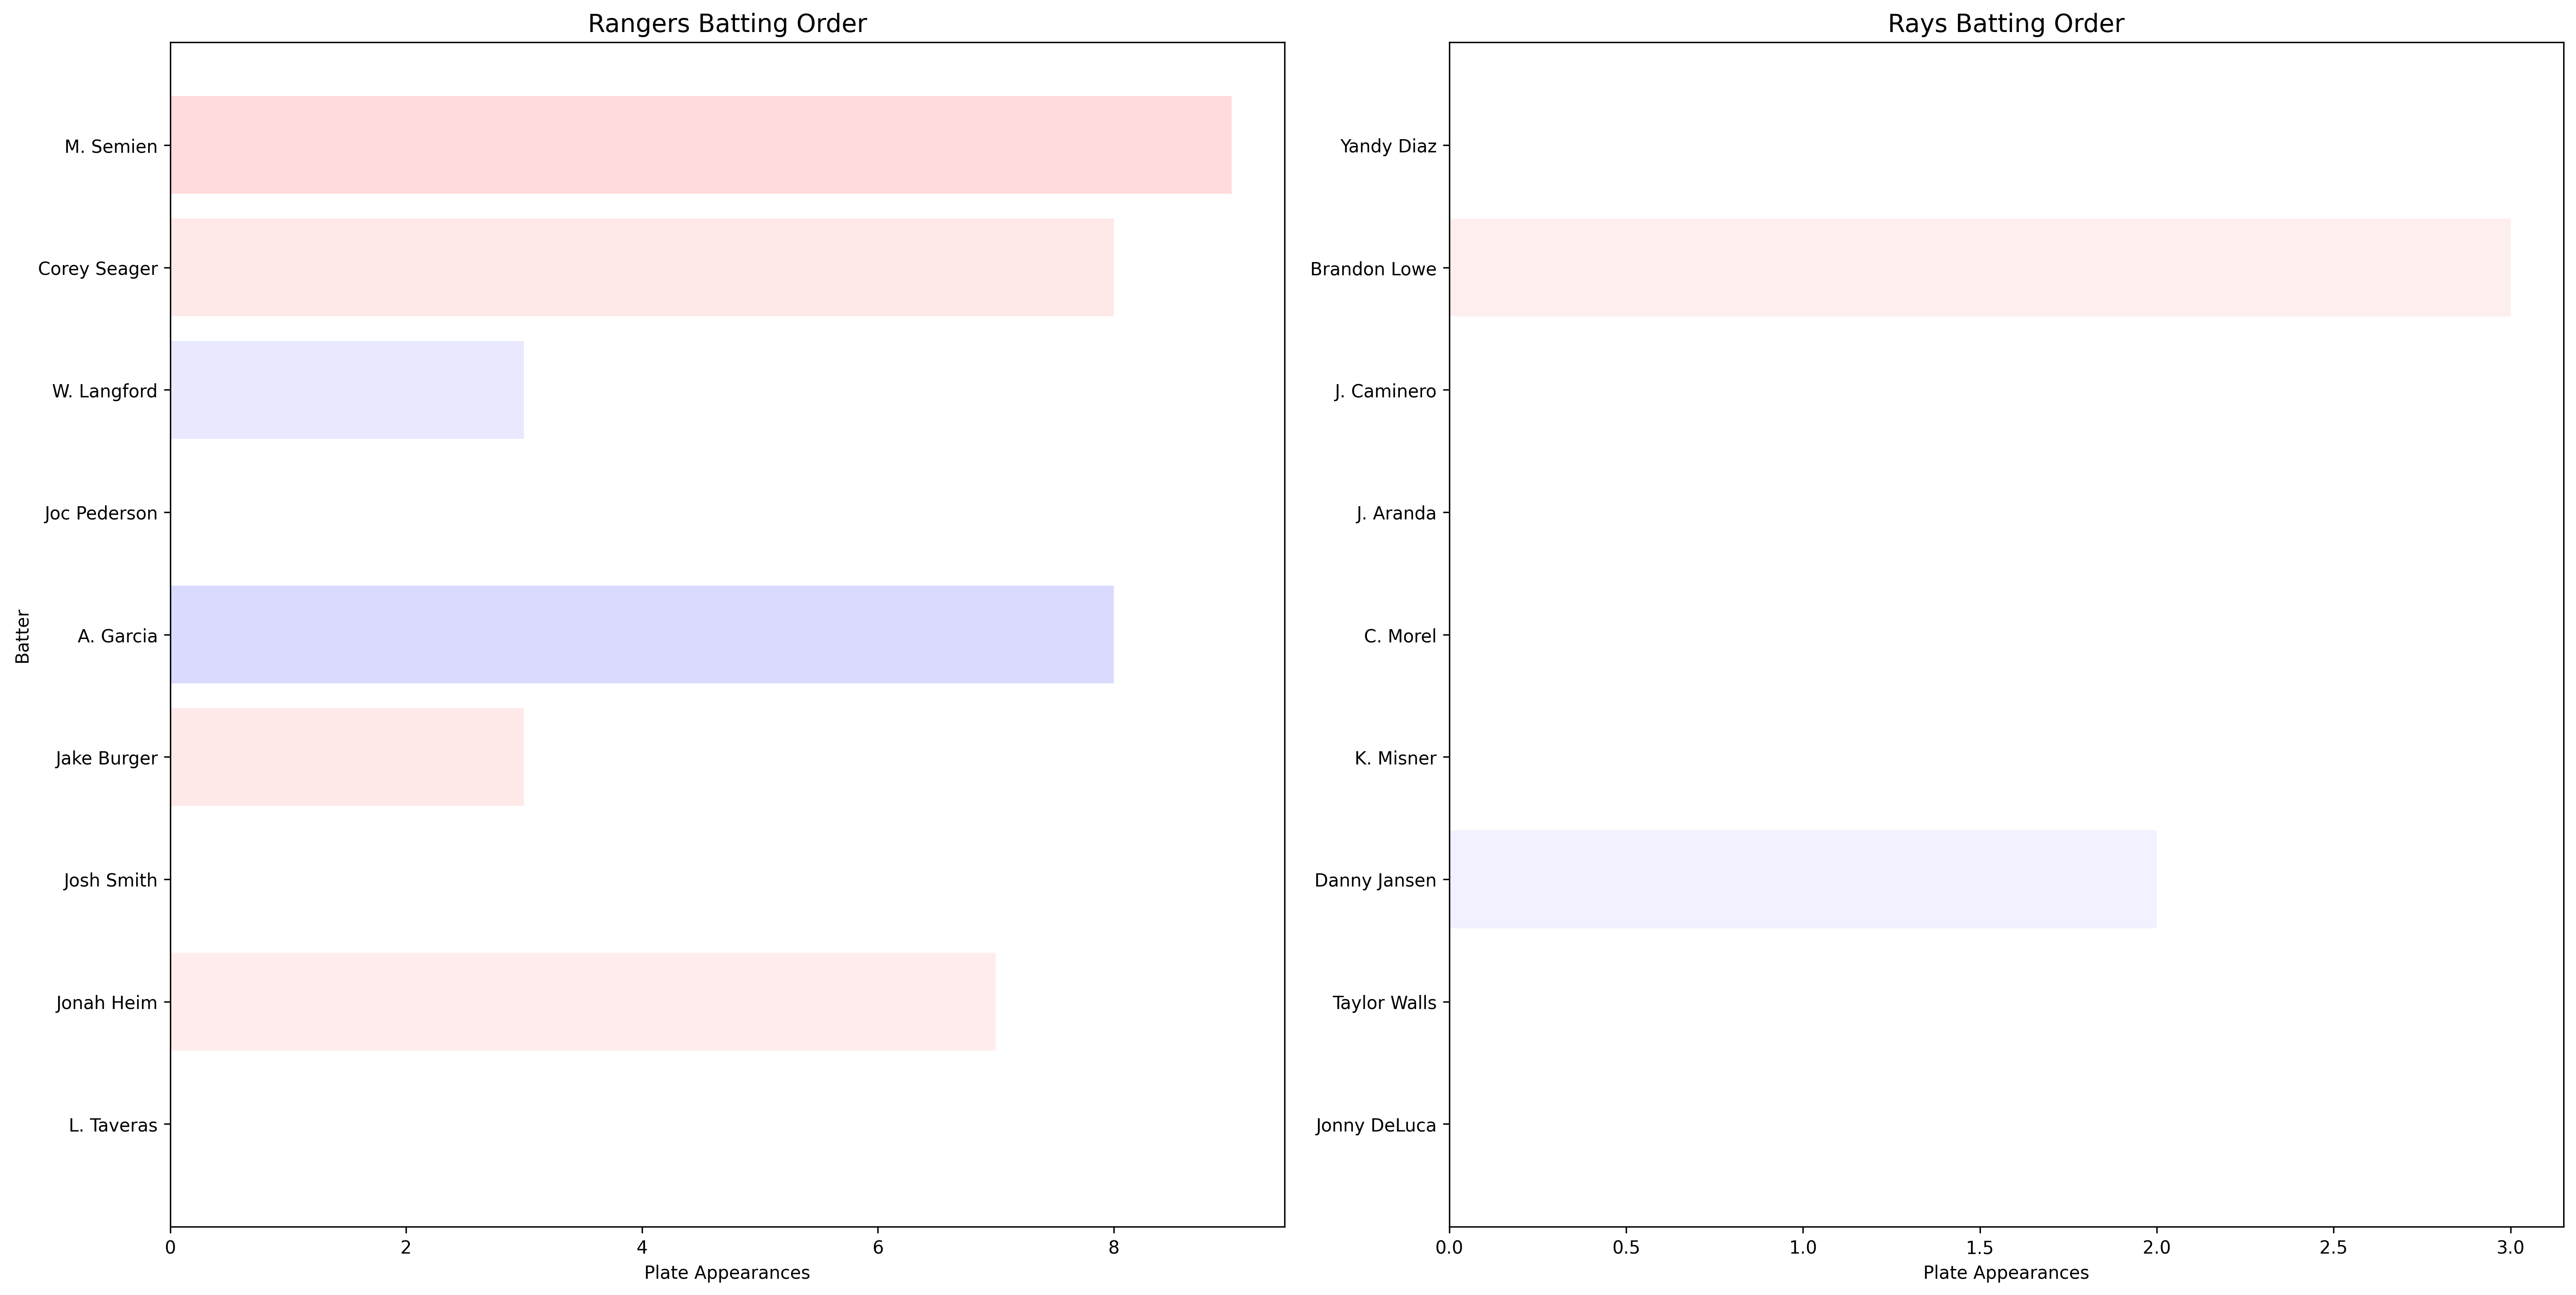 Rangers Batting Order
Batter
M. Semien
Corey Seager
W. Langford
Joc Pederson
A. Garcia
Jake Burger
Josh Smith
Jonah Heim
L. Taveras
0 2 4 6 8
Plate Appearances
Rays Batting Order
Yandy Diaz
Brandon Lowe
J. Caminero
J. Aranda
C. Morel
K. Misner
Danny Jansen
Taylor Walls
Jonny DeLuca
0.0 0.5 1.0 1.5 2.0 2.5 3.0
Plate Appearances